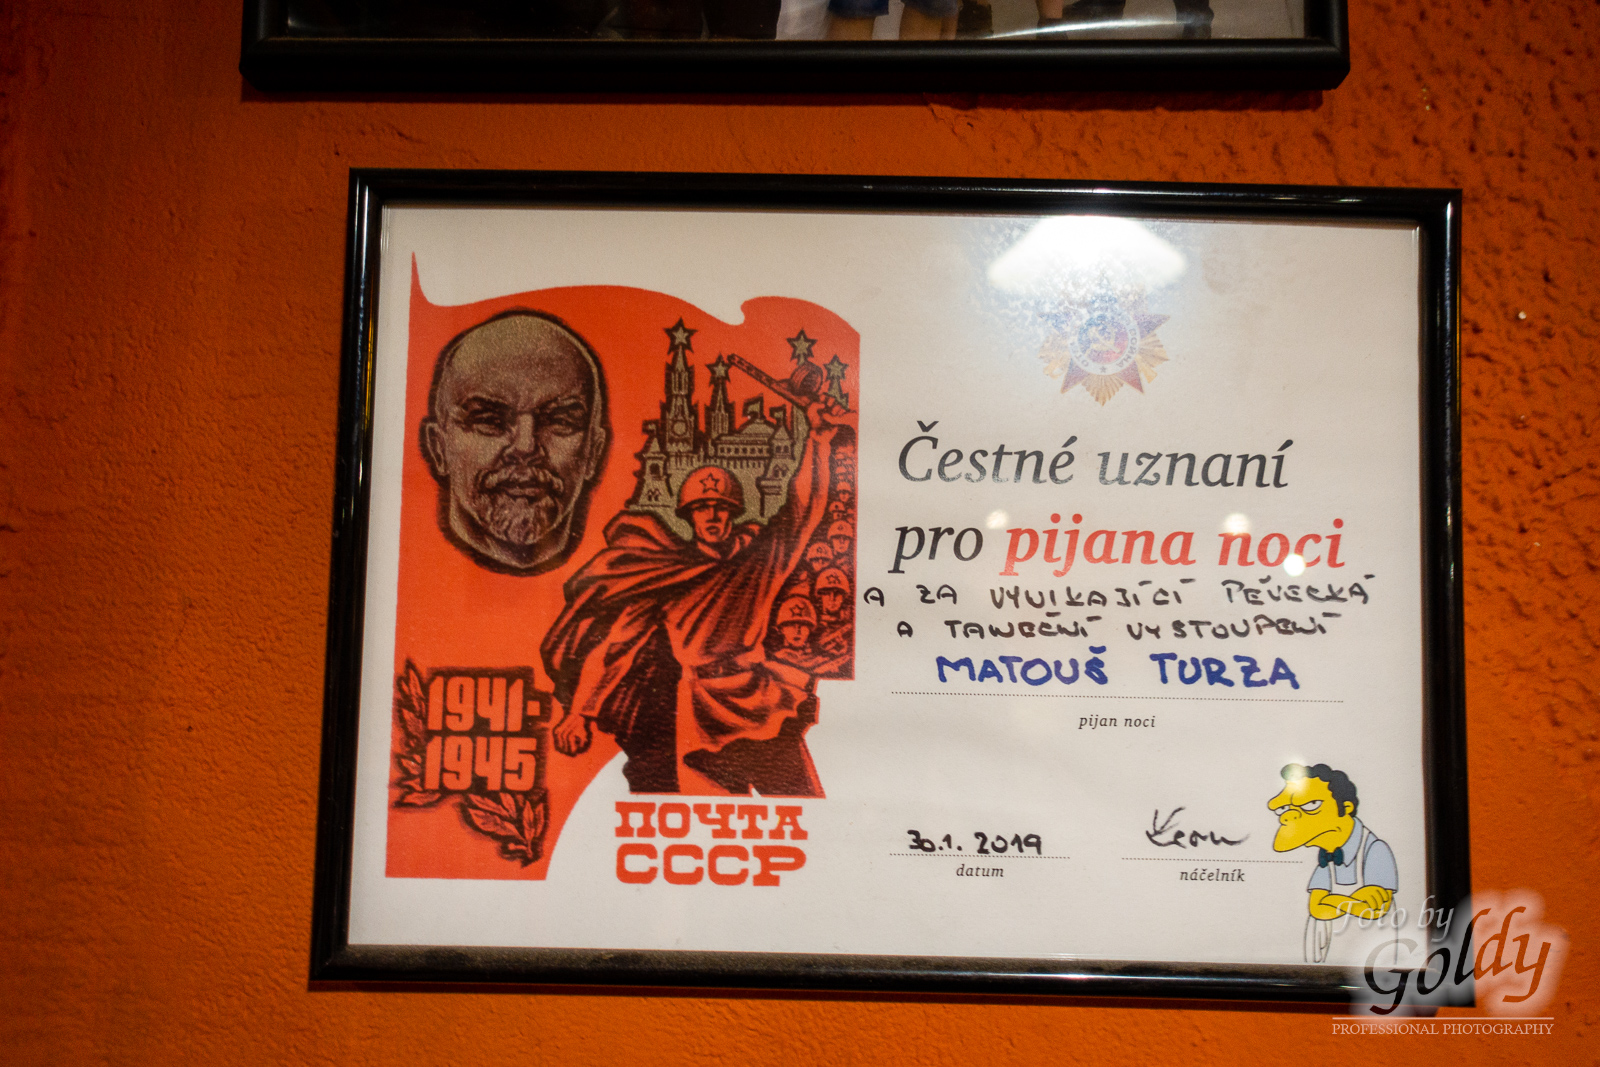 1941-
1945
ПОЧТА
СССР
Čestné uznaní
pro pijana noci
A ZA VYNIKAJÍCÍ PĚVECKÁ
A TANEČNÍ VYSTOUPENÍ
MATOUŠ TURZA
pijan noci
30.1. 2019
datum
náčelník
Foto by
Goldy
PROFESSIONAL PHOTOGRAPHY